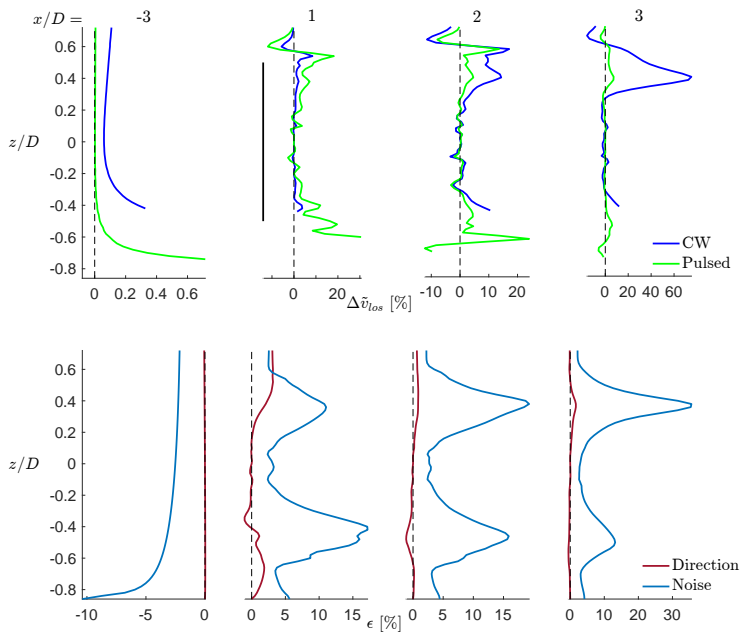 x/D = -3 1 2 3
0.6
0.4
0.2
0
-0.2
-0.4
-0.6
-0.8
z/D
0 0.2 0.4 0.6
0 10 20
-10 0 10 20
0 20 40 60
CW
Pulsed
Δṽlos [%]
0.6
0.4
0.2
0
-0.2
-0.4
-0.6
-0.8
z/D
-10 -5 0
0 5 10 15
0 5 10 15
0 10 20 30
Direction
Noise
ϵ [%]